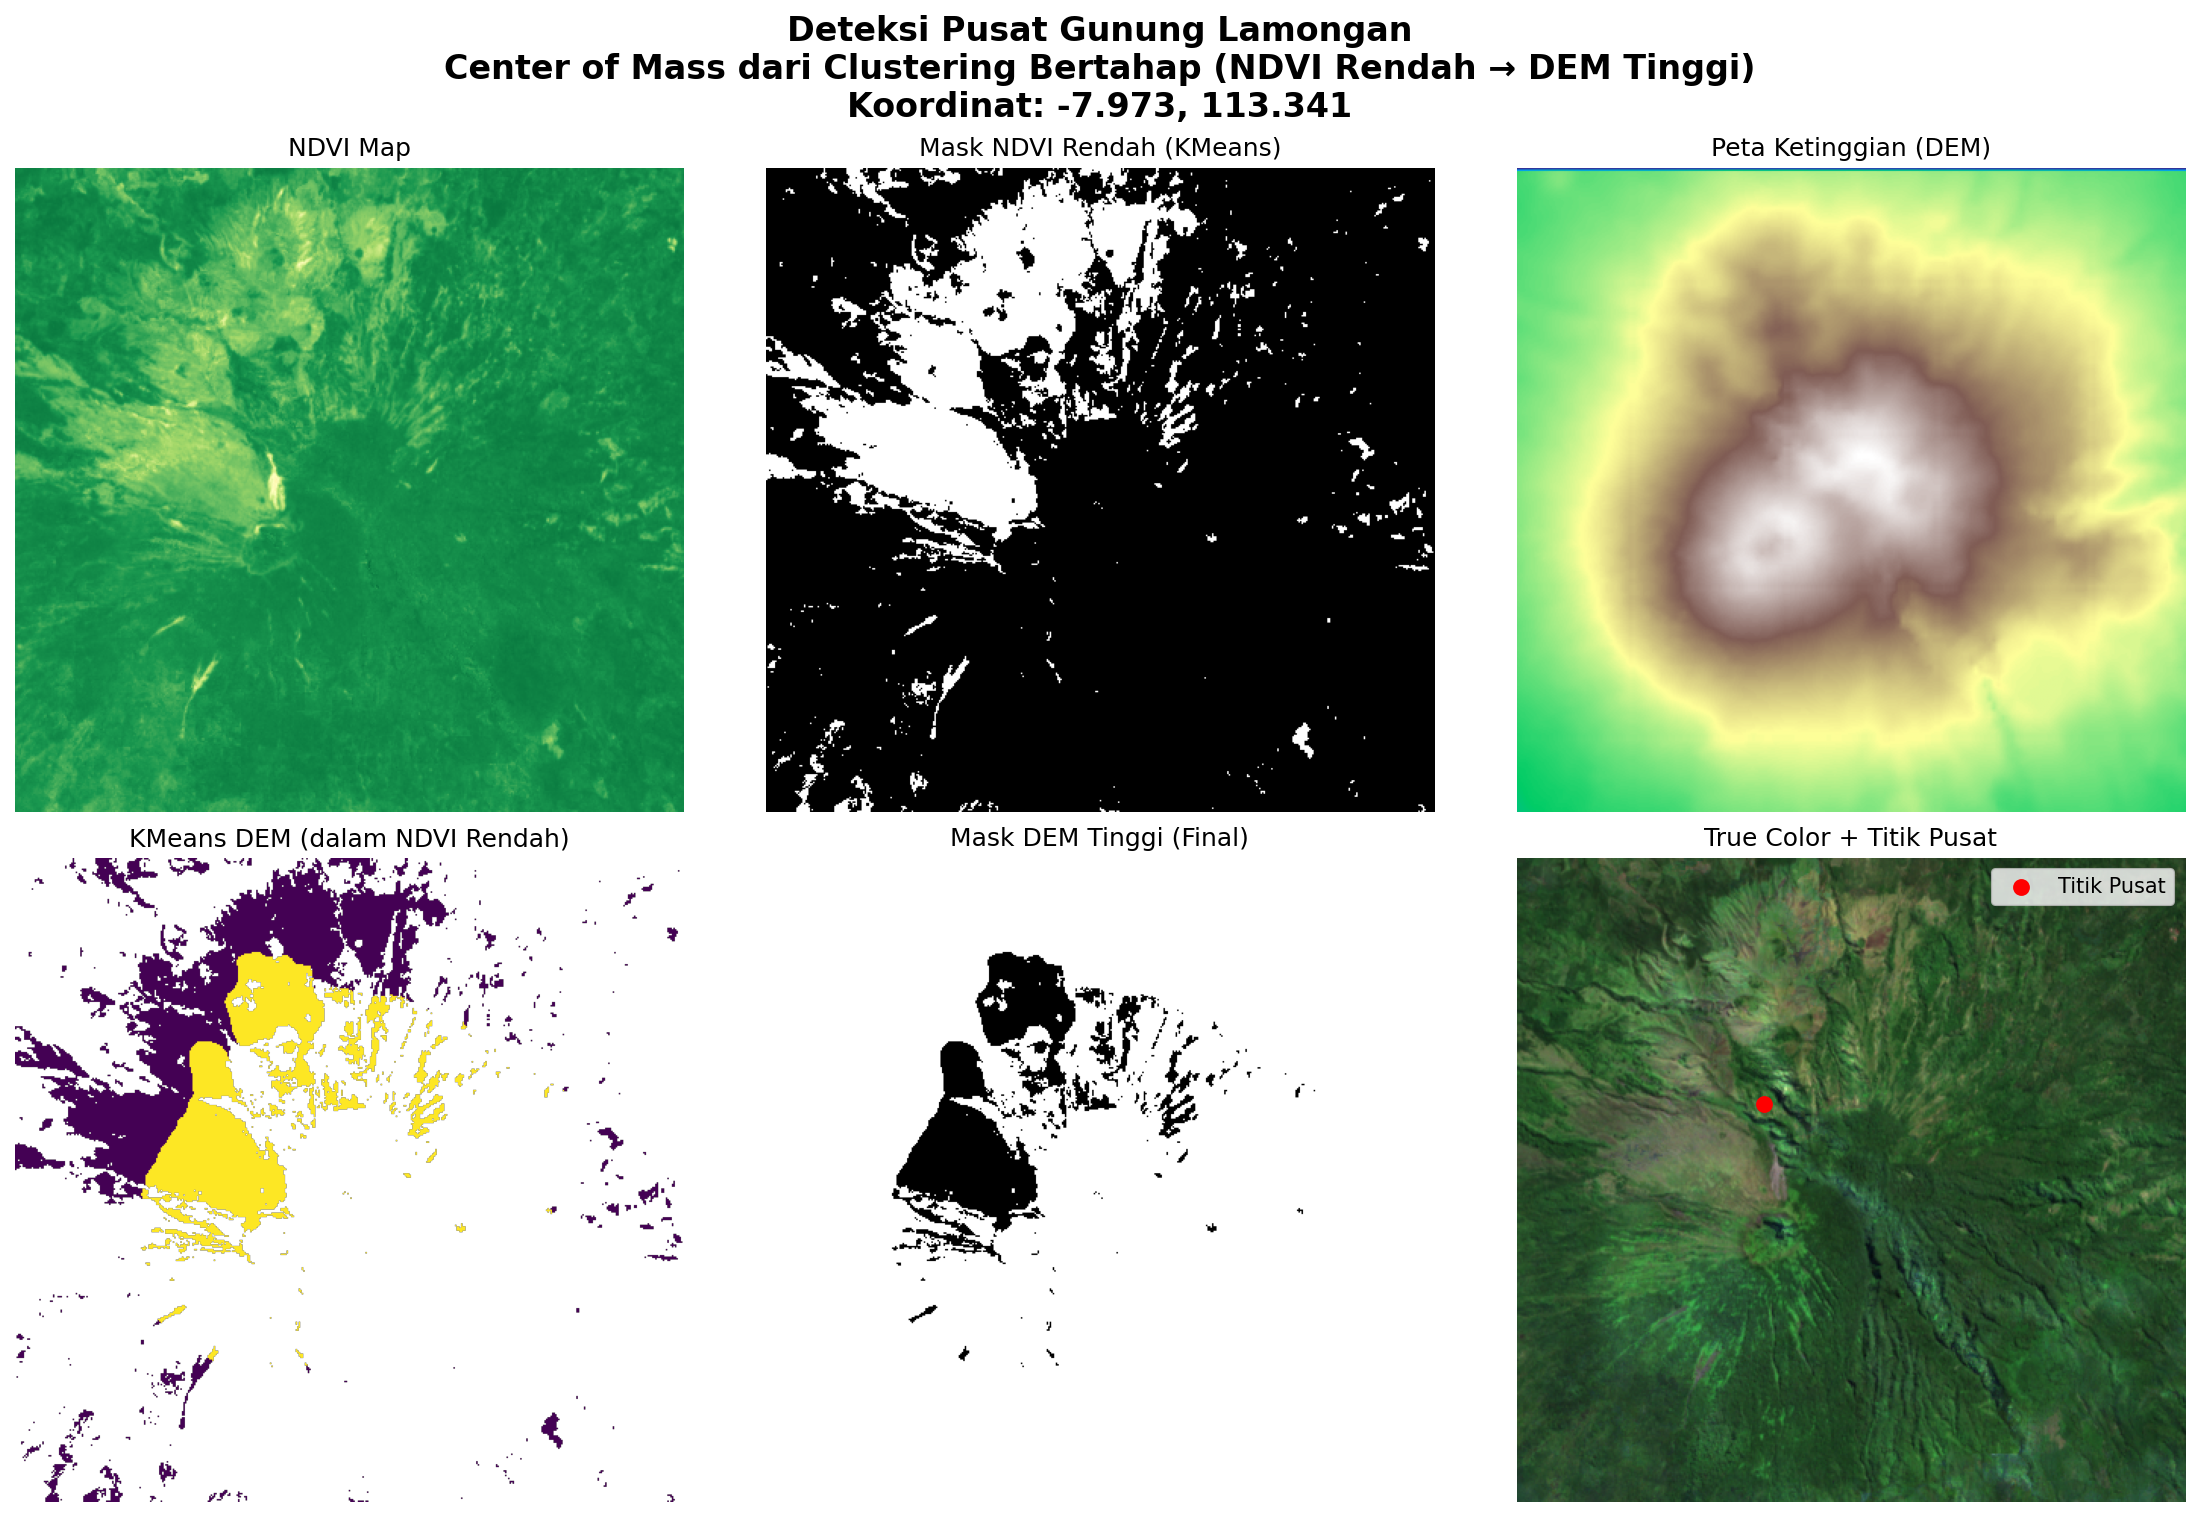 Deteksi Pusat Gunung Lamongan
Center of Mass dari Clustering Bertahap (NDVI Rendah → DEM Tinggi)
Koordinat: -7.973, 113.341
NDVI Map
Mask NDVI Rendah (KMeans)
Peta Ketinggian (DEM)
KMeans DEM (dalam NDVI Rendah)
Mask DEM Tinggi (Final)
True Color + Titik Pusat
Titik Pusat